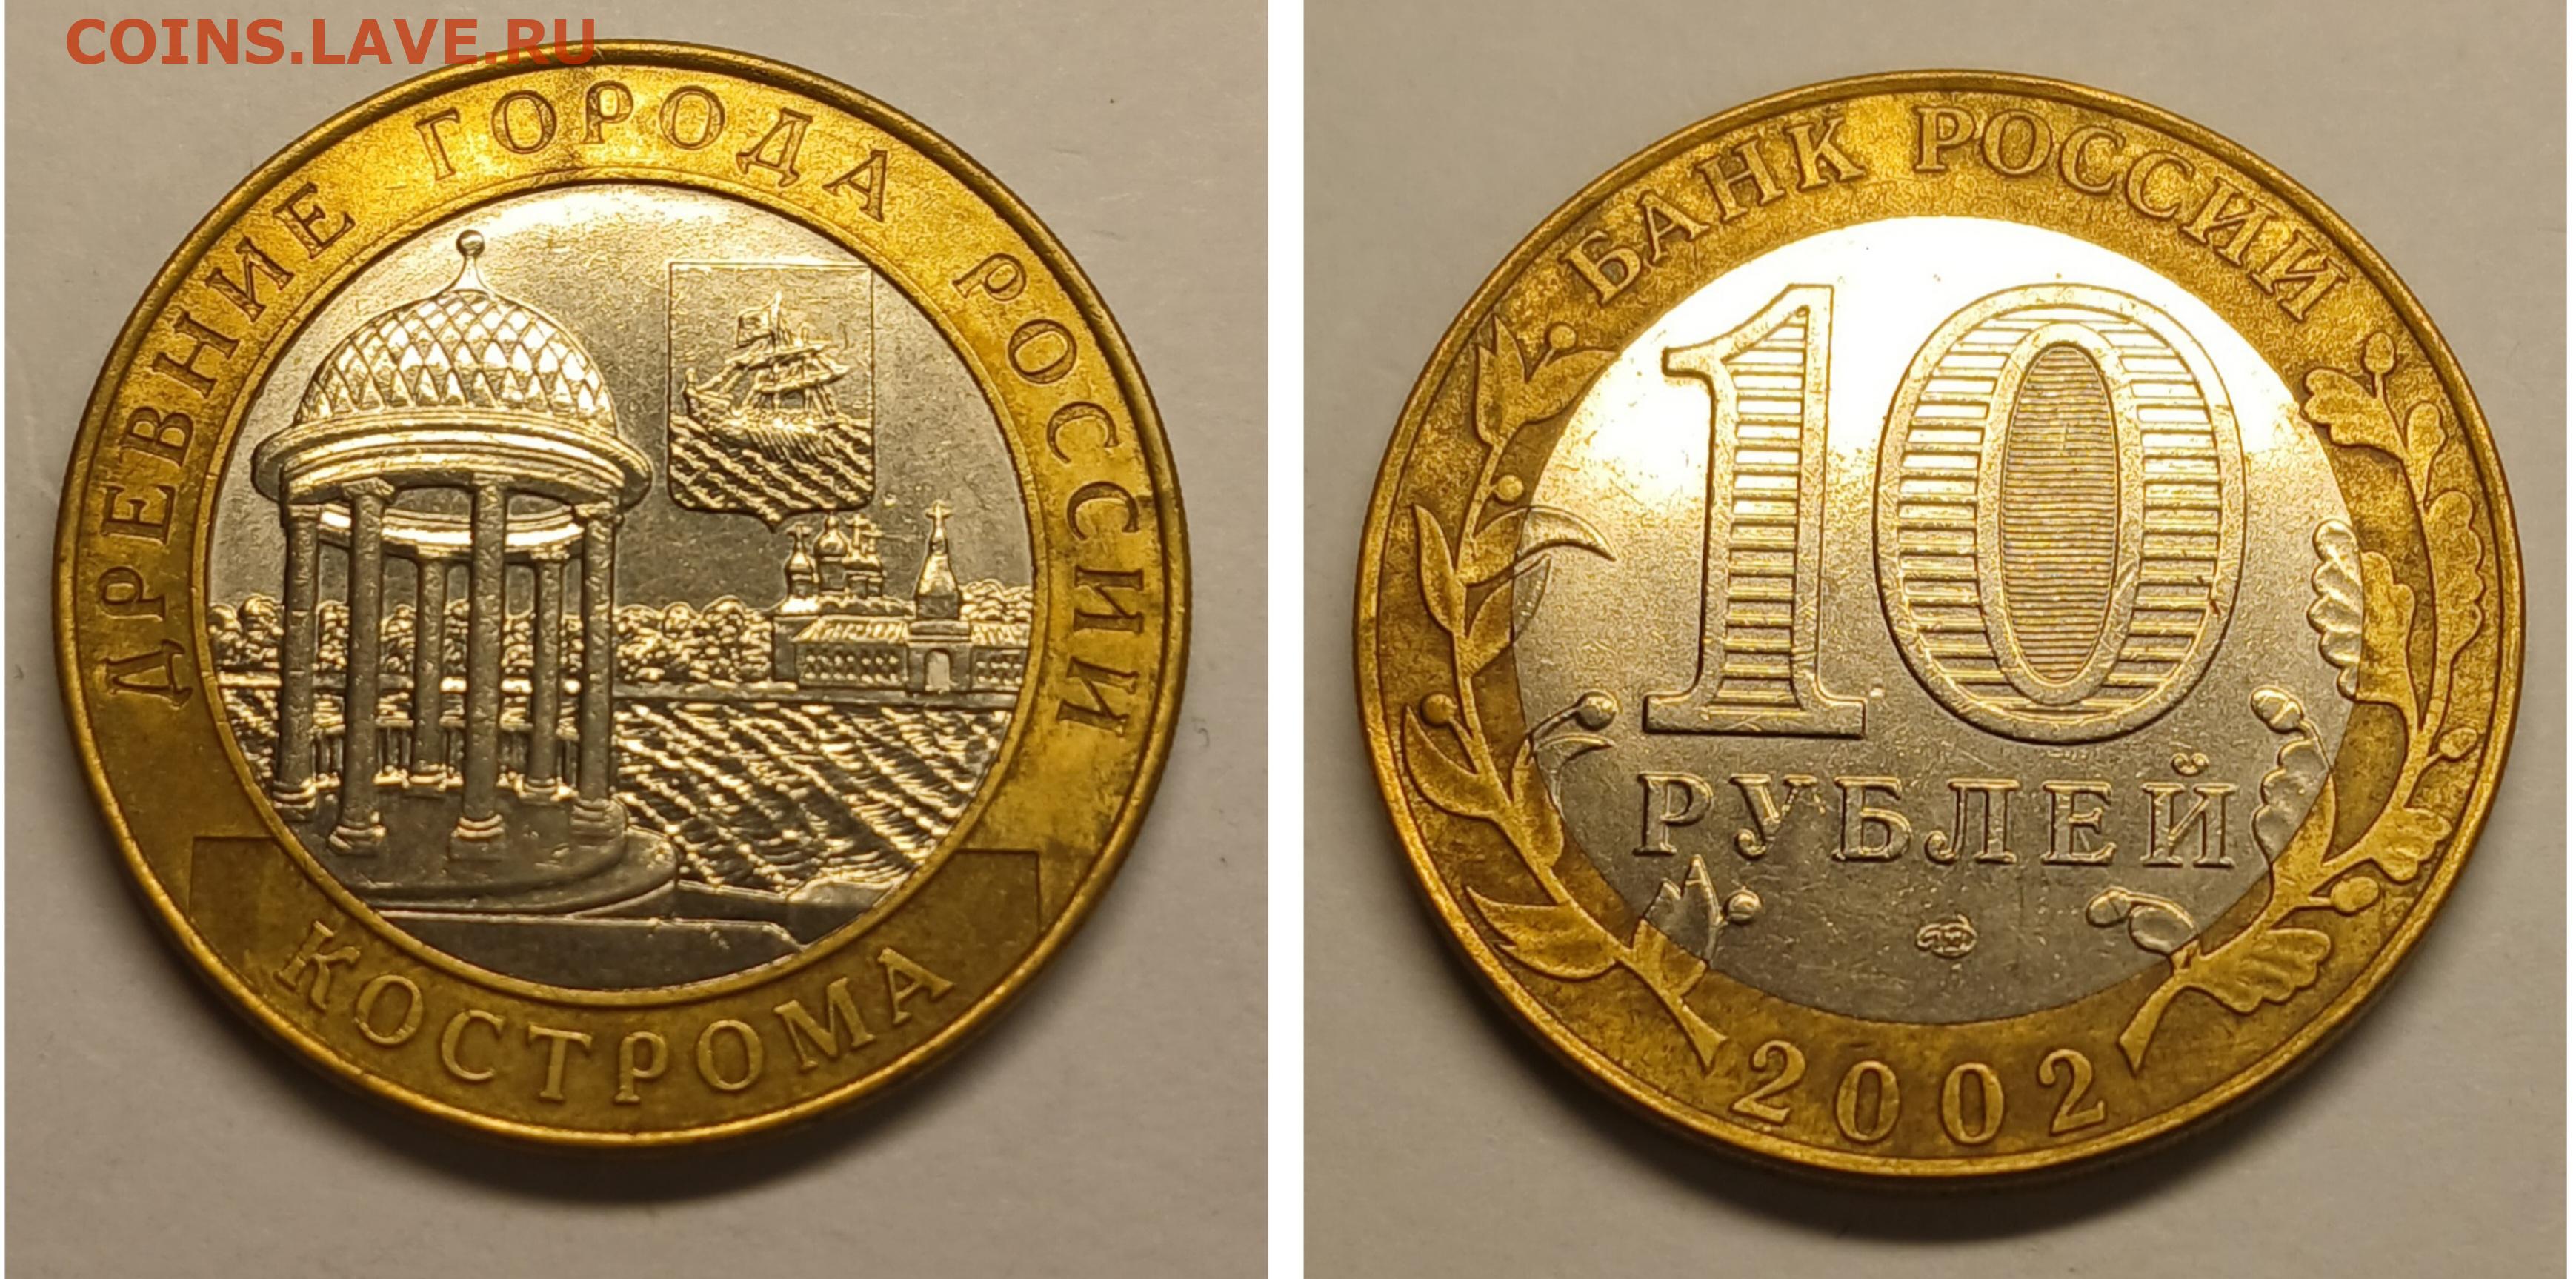 COINS.LAVE.RU
ДРЕВНИЕ ГОРОДА РОССИИ
КОСТРОМА
БАНК РОССИИ
10
РУБЛЕЙ
2002